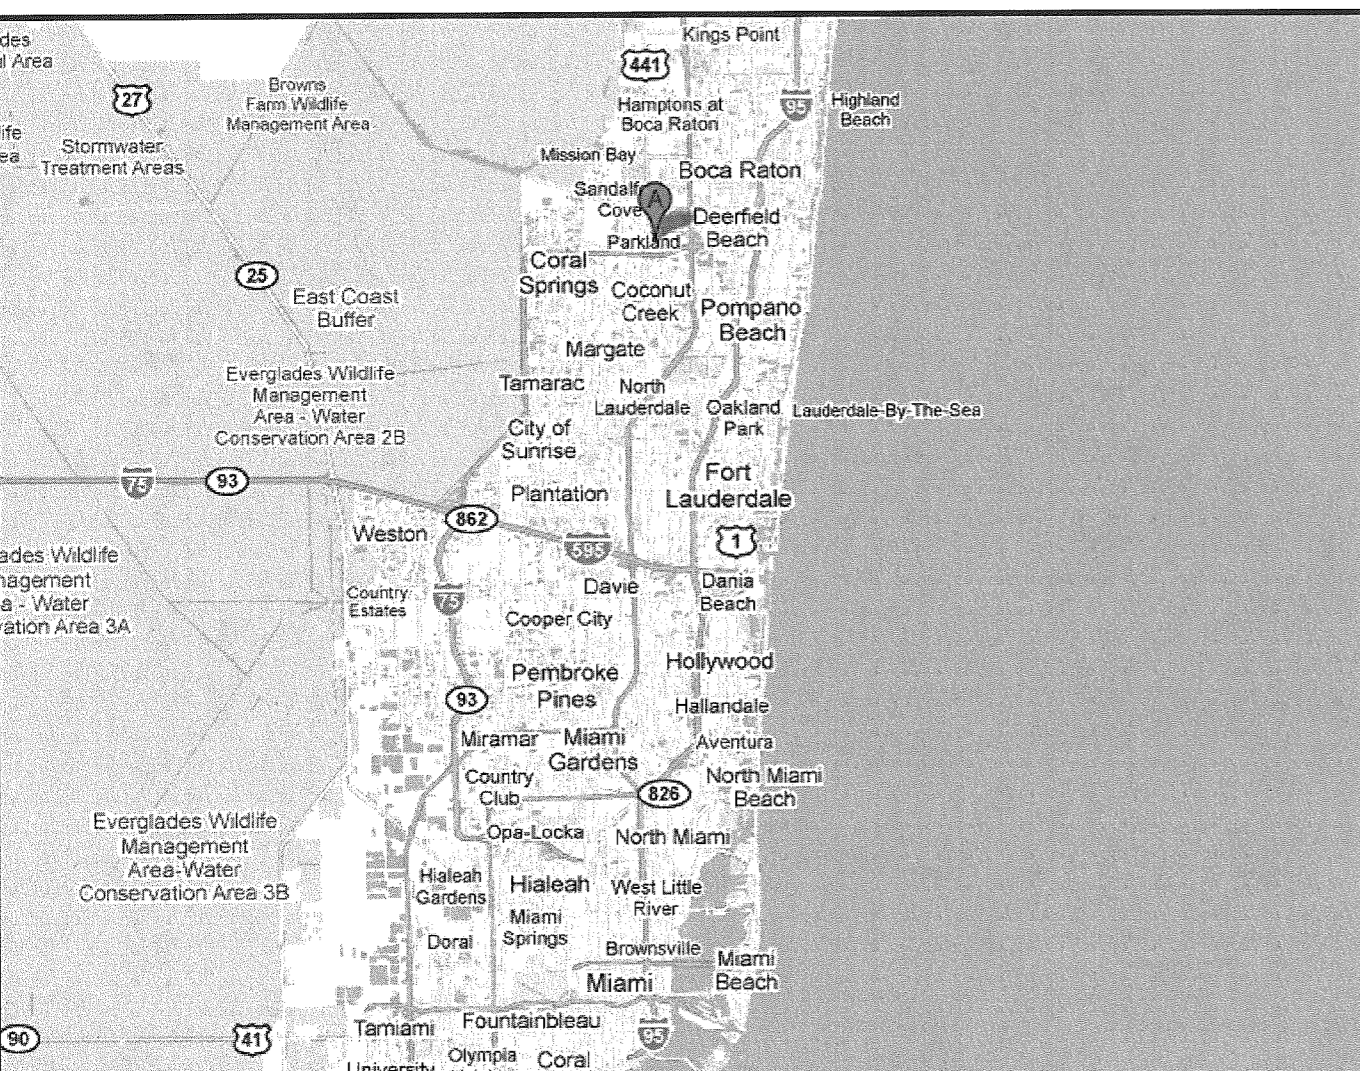 Kings Point
des
l Area
441
27
Browns
Farm Wildlife
Management Area
95
Highland
Beach
Hamptons at
Boca Raton
ife
ea
Stormwater
Treatment Areas
Mission Bay
Boca Raton
Sandalf
Cove
A
Deerfield
Beach
Parkland
25
Coral
Springs
East Coast
Buffer
Coconut
Creek
Pompano
Beach
Margate
Everglades Wildlife
Management
Area - Water
Conservation Area 2B
Tamarac
North
Lauderdale
Oakland
Park
Lauderdale-By-The-Sea
City of
Sunrise
75
93
Fort
Lauderdale
Plantation
862
Weston
595
1
ades Wildlife
nagement
a - Water
vation Area 3A
Davie
Dania
Beach
Country
Estates
75
Cooper City
Hollywood
Pembroke
Pines
93
Hallandale
Miramar
Miami
Gardens
Aventura
Country
Club
826
North Miami
Beach
Everglades Wildlife
Management
Area-Water
Conservation Area 3B
Opa-Locka
North Miami
Hialeah
Gardens
Hialeah
West Little
River
Miami
Springs
Doral
Brownsville
Miami
Beach
Miami
90
41
Tamiami
Fountainbleau
95
Olympia
Coral
University